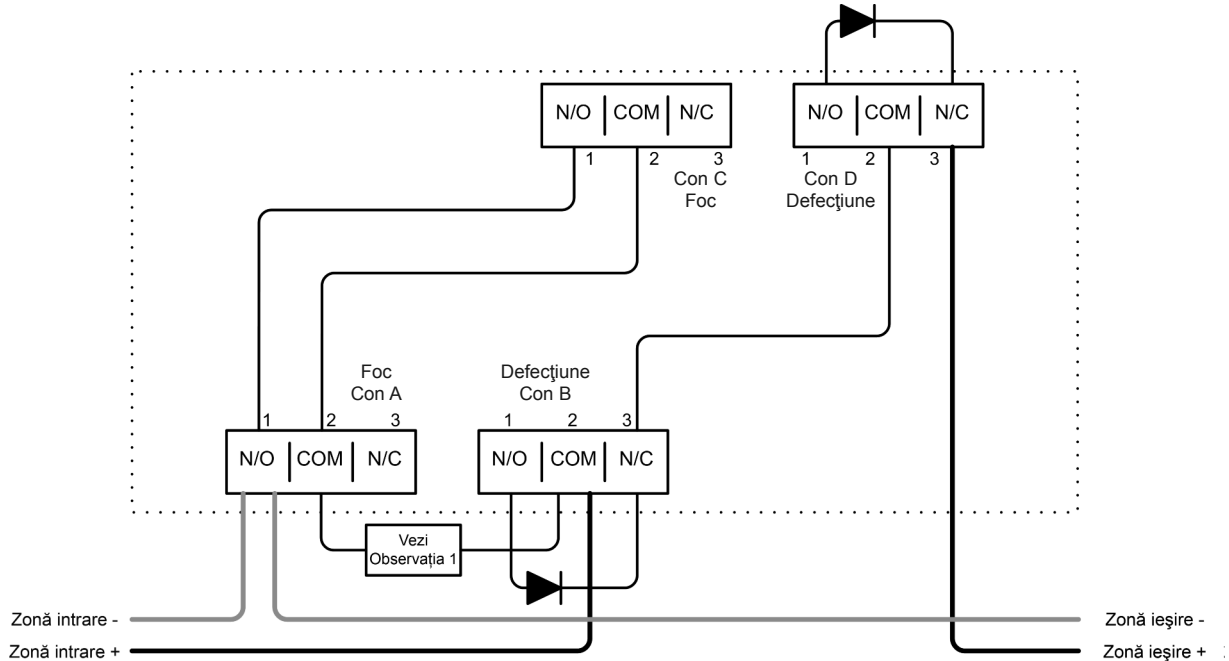 N/O COM N/C
1 2 3
Con C
Foc
N/O COM N/C
1 2 3
Con D
Defecţiune
Foc
Con A
1 2 3
N/O COM N/C
Defecţiune
Con B
1 2 3
N/O COM N/C
Vezi
Observația 1
Zonă intrare -
Zonă intrare +
Zonă ieşire -
Zonă ieşire +